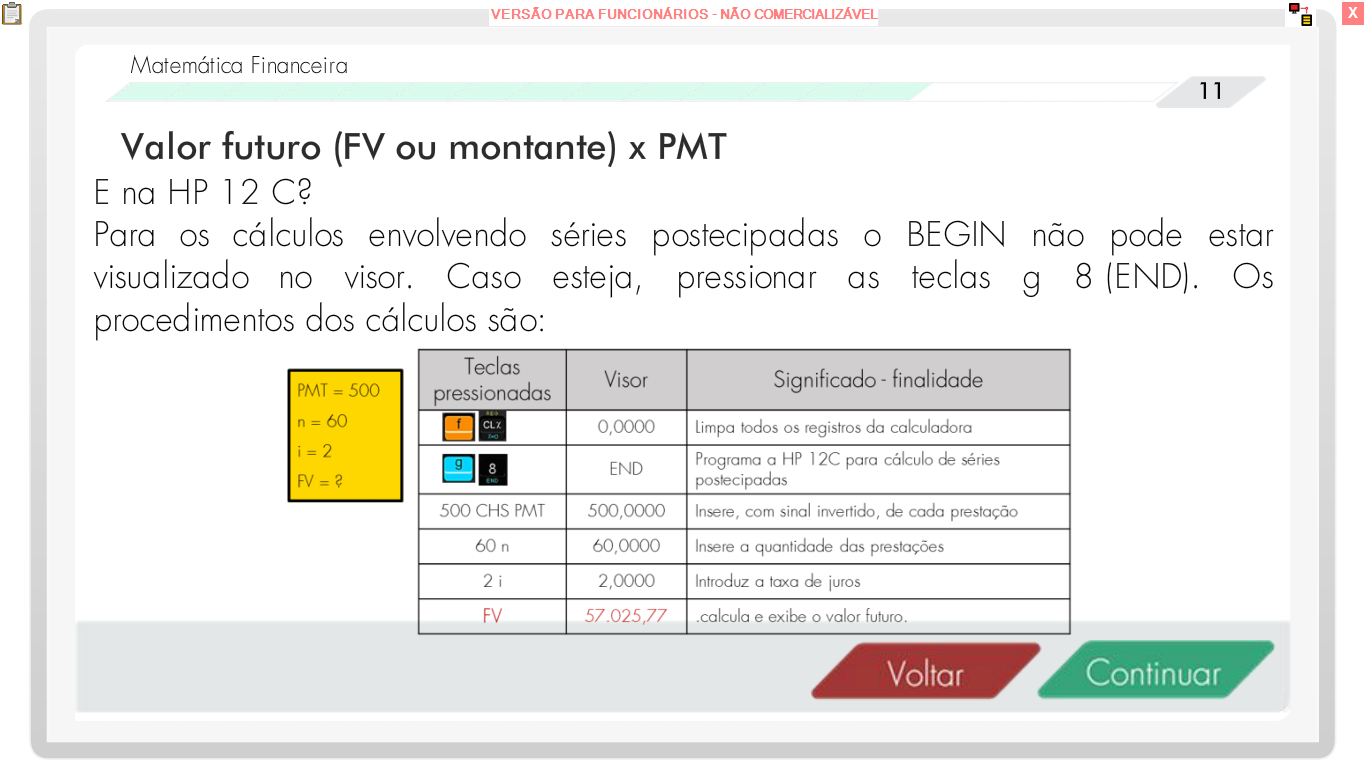 VERSÃO PARA FUNCIONÁRIOS - NÃO COMERCIALIZÁVEL
X
Matemática Financeira
11
Valor futuro (FV ou montante) x PMT
E na HP 12 C?
Para os cálculos envolvendo séries postecipadas o BEGIN não pode estar
visualizado no visor. Caso esteja, pressionar as teclas g 8 (END). Os
procedimentos dos cálculos são:
PMT = 500
n = 60
i = 2
FV = ?
Teclas pressionadas Visor Significado - finalidade
f REG CLX 0,0000 Limpa todos os registros da calculadora
g 8 END END Programa a HP 12C para cálculo de séries postecipadas
500 CHS PMT 500,0000 Insere, com sinal invertido, de cada prestação
60 n 60,0000 Insere a quantidade das prestações
2 i 2,0000 Introduz a taxa de juros
FV 57.025,77 .calcula e exibe o valor futuro.
Voltar Continuar